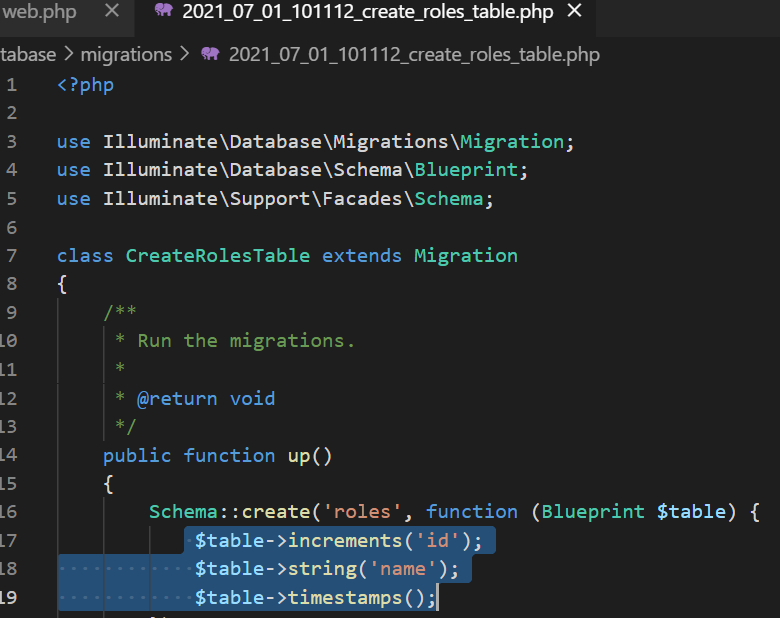 web.php 2021_07_01_101112_create_roles_table.php
tabase > migrations > 2021_07_01_101112_create_roles_table.php
1 <?php
2
3 use Illuminate\Database\Migrations\Migration;
4 use Illuminate\Database\Schema\Blueprint;
5 use Illuminate\Support\Facades\Schema;
6
7 class CreateRolesTable extends Migration
8 {
9 /**
10 * Run the migrations.
11 *
12 * @return void
13 */
14 public function up()
15 {
16 Schema::create('roles', function (Blueprint $table) {
17 $table->increments('id');
18 $table->string('name');
19 $table->timestamps();